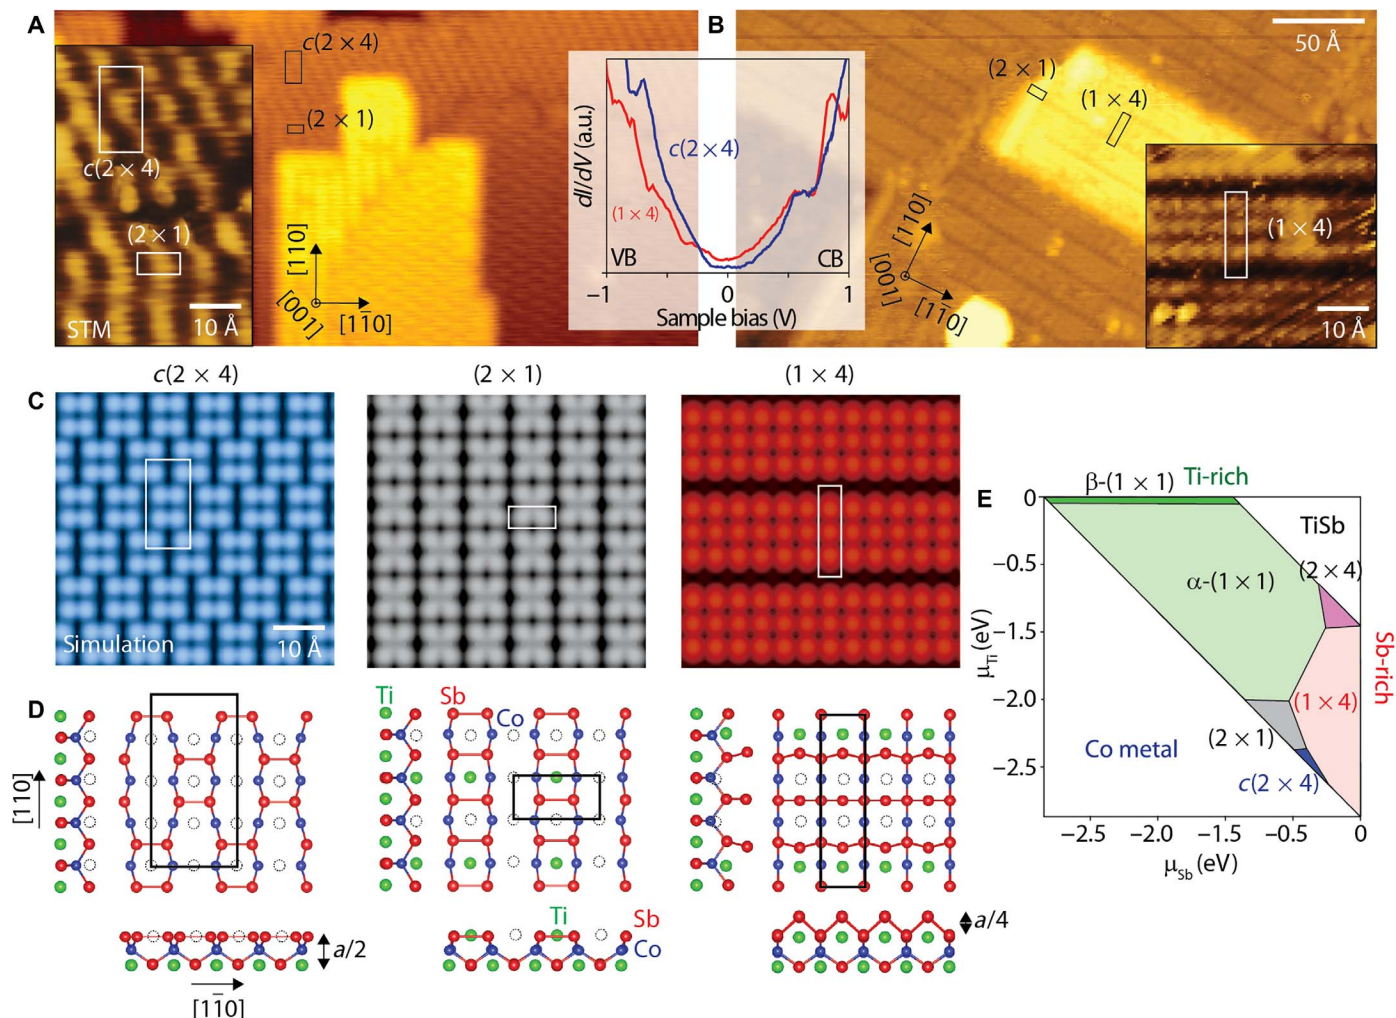 A
c(2 × 4)
(2 × 1)
c(2 × 4)
(2 × 1)
10 Å
STM
[110]
[001]
[11̅0]
dI/dV (a.u.)
c(2 × 4)
(1 × 4)
VB
CB
−1
0
1
Sample bias (V)
B
50 Å
(2 × 1)
(1 × 4)
[110]
[001]
[11̅0]
(1 × 4)
10 Å
C
c(2 × 4)
(2 × 1)
(1 × 4)
Simulation
10 Å
D
Ti
Sb
Co
[110]
a/2
[11̅0]
Ti
Sb
Co
a/4
E
β-(1 × 1)
Ti-rich
TiSb
(2 × 4)
α-(1 × 1)
(1 × 4)
(2 × 1)
c(2 × 4)
Co metal
Sb-rich
0
−0.5
−1.5
−2.0
−2.5
μTi (eV)
−2.5
−2.0
−1.5
−0.5
0
μSb (eV)